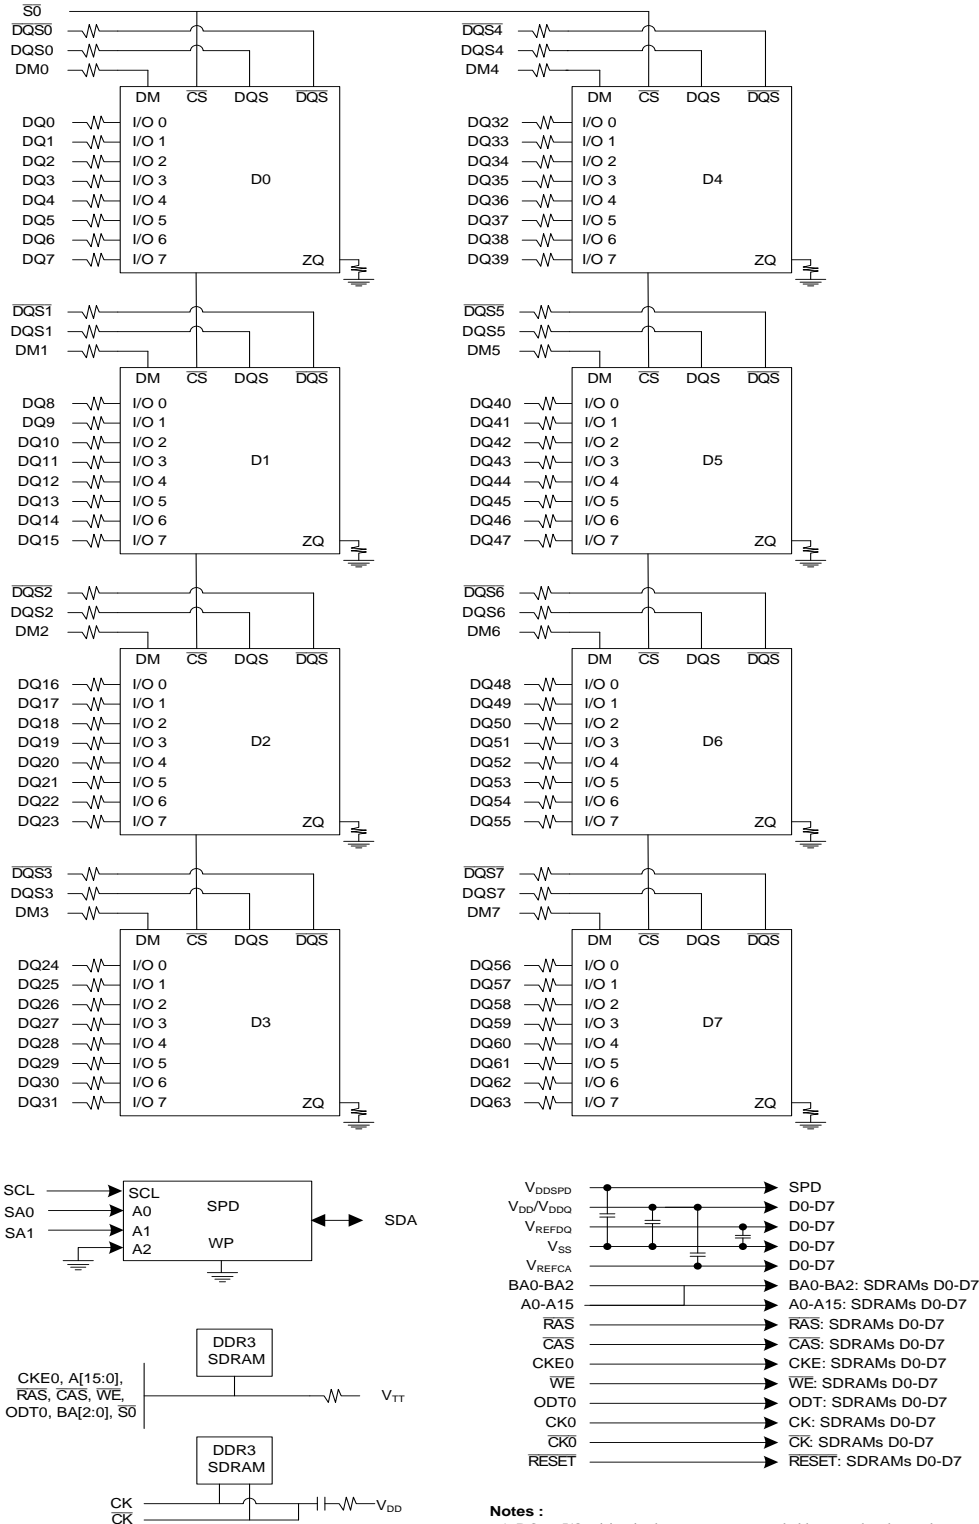 S0
DQS0
DQS0
DM0
DM CS DQS DQS
DQ0 I/O 0
DQ1 I/O 1
DQ2 I/O 2
DQ3 I/O 3
D0
DQ4 I/O 4
DQ5 I/O 5
DQ6 I/O 6
DQ7 I/O 7
ZQ
DQS4
DQS4
DM4
DM CS DQS DQS
DQ32 I/O 0
DQ33 I/O 1
DQ34 I/O 2
DQ35 I/O 3
D4
DQ36 I/O 4
DQ37 I/O 5
DQ38 I/O 6
DQ39 I/O 7
ZQ
DQS1
DQS1
DM1
DM CS DQS DQS
DQ8 I/O 0
DQ9 I/O 1
DQ10 I/O 2
DQ11 I/O 3
D1
DQ12 I/O 4
DQ13 I/O 5
DQ14 I/O 6
DQ15 I/O 7
ZQ
DQS5
DQS5
DM5
DM CS DQS DQS
DQ40 I/O 0
DQ41 I/O 1
DQ42 I/O 2
DQ43 I/O 3
D5
DQ44 I/O 4
DQ45 I/O 5
DQ46 I/O 6
DQ47 I/O 7
ZQ
DQS2
DQS2
DM2
DM CS DQS DQS
DQ16 I/O 0
DQ17 I/O 1
DQ18 I/O 2
DQ19 I/O 3
D2
DQ20 I/O 4
DQ21 I/O 5
DQ22 I/O 6
DQ23 I/O 7
ZQ
DQS6
DQS6
DM6
DM CS DQS DQS
DQ48 I/O 0
DQ49 I/O 1
DQ50 I/O 2
DQ51 I/O 3
D6
DQ52 I/O 4
DQ53 I/O 5
DQ54 I/O 6
DQ55 I/O 7
ZQ
DQS3
DQS3
DM3
DM CS DQS DQS
DQ24 I/O 0
DQ25 I/O 1
DQ26 I/O 2
DQ27 I/O 3
D3
DQ28 I/O 4
DQ29 I/O 5
DQ30 I/O 6
DQ31 I/O 7
ZQ
DQS7
DQS7
DM7
DM CS DQS DQS
DQ56 I/O 0
DQ57 I/O 1
DQ58 I/O 2
DQ59 I/O 3
D7
DQ60 I/O 4
DQ61 I/O 5
DQ62 I/O 6
DQ63 I/O 7
ZQ
SCL SCL
SA0 A0
SA1 A1
A2
SPD
WP
SDA
DDR3
SDRAM
CKE0, A[15:0],
RAS, CAS, WE,
ODT0, BA[2:0], S0
VTT
DDR3
SDRAM
CK
CK
VDD
VDDSPD SPD
VDD/VDDQ D0-D7
VREFDQ D0-D7
VSS D0-D7
VREFCA D0-D7
BA0-BA2 BA0-BA2: SDRAMs D0-D7
A0-A15 A0-A15: SDRAMs D0-D7
RAS RAS: SDRAMs D0-D7
CAS CAS: SDRAMs D0-D7
CKE0 CKE: SDRAMs D0-D7
WE WE: SDRAMs D0-D7
ODT0 ODT: SDRAMs D0-D7
CK0 CK: SDRAMs D0-D7
CK0 CK: SDRAMs D0-D7
RESET RESET: SDRAMs D0-D7
Notes :